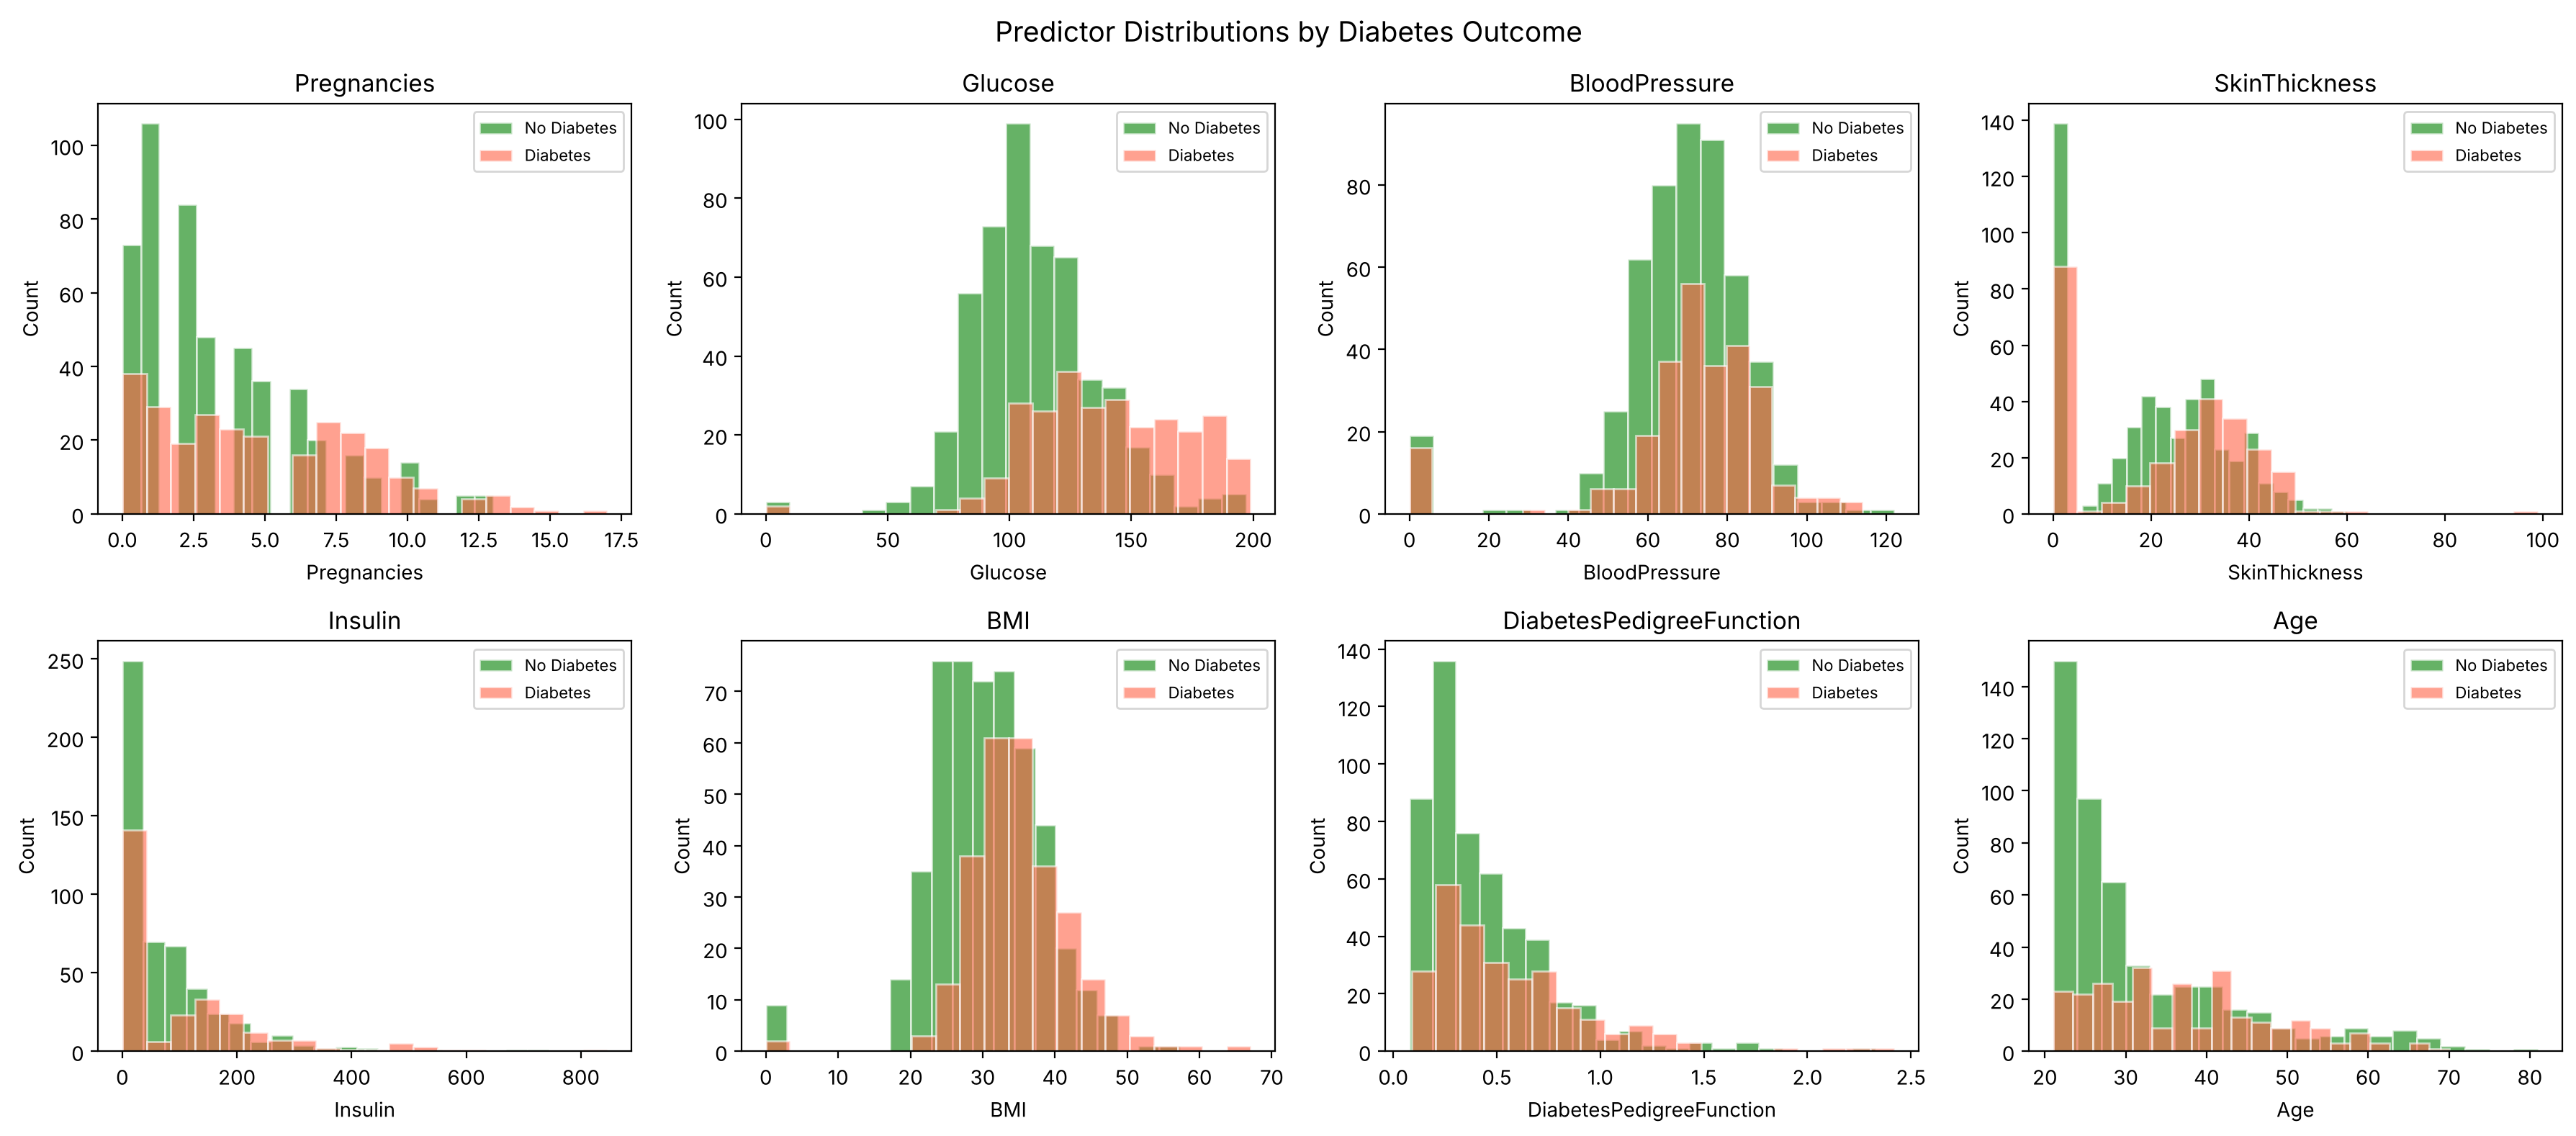 Predictor Distributions by Diabetes Outcome
Pregnancies
No Diabetes
Diabetes
Count
0
20
40
60
80
100
0.0 2.5 5.0 7.5 10.0 12.5 15.0 17.5
Pregnancies
Glucose
No Diabetes
Diabetes
Count
0
20
40
60
80
100
0 50 100 150 200
Glucose
BloodPressure
No Diabetes
Diabetes
Count
0
20
40
60
80
0 20 40 60 80 100 120
BloodPressure
SkinThickness
No Diabetes
Diabetes
Count
0
20
40
60
80
100
120
140
0 20 40 60 80 100
SkinThickness
Insulin
No Diabetes
Diabetes
Count
0
50
100
150
200
250
0 200 400 600 800
Insulin
BMI
No Diabetes
Diabetes
Count
0
10
20
30
40
50
60
70
0 10 20 30 40 50 60 70
BMI
DiabetesPedigreeFunction
No Diabetes
Diabetes
Count
0
20
40
60
80
100
120
140
0.0 0.5 1.0 1.5 2.0 2.5
DiabetesPedigreeFunction
Age
No Diabetes
Diabetes
Count
0
20
40
60
80
100
120
140
20 30 40 50 60 70 80
Age